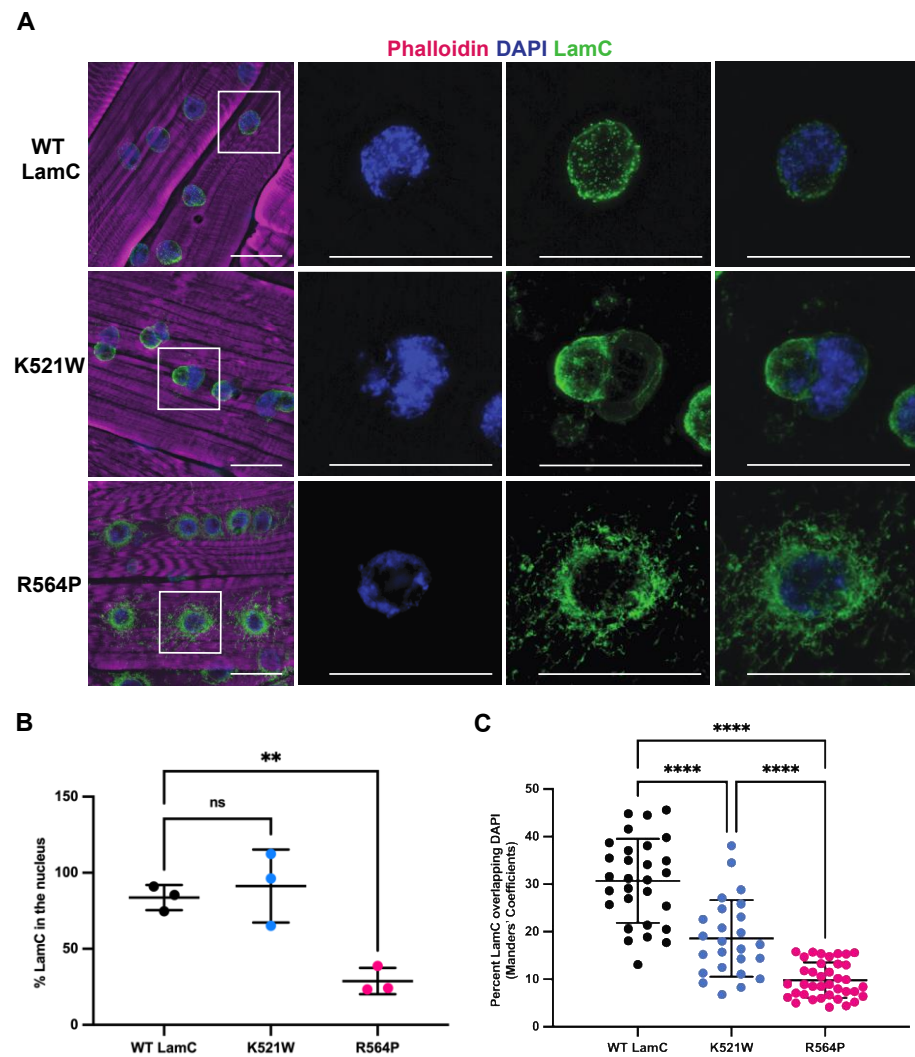 A
Phalloidin DAPI LamC
WT
LamC
K521W
R564P
B
**
ns
150
100
50
0
% LamC in the nucleus
WT LamC K521W R564P
C
****
**** ****
50
40
30
20
10
0
Percent LamC overlapping DAPI
(Manders' Coefficients)
WT LamC K521W R564P